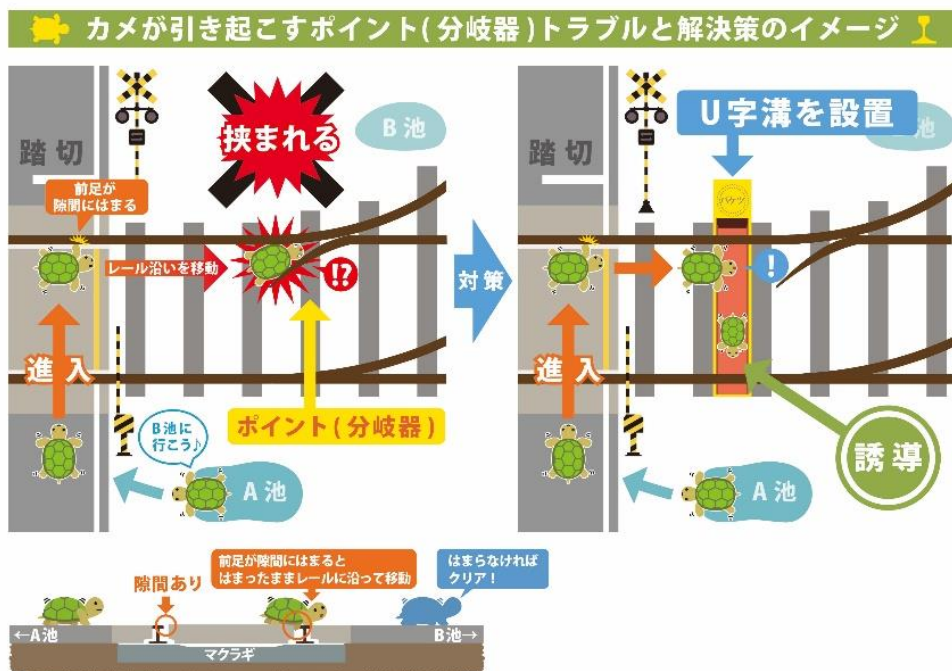 カメが引き起こすポイント(分岐器)トラブルと解決策のイメージ
踏切
前足が
隙間にはまる
挟まれる
B池
レール沿いを移動
!?
進入
ポイント(分岐器)
B池に
行こう♪
A池
対策
U字溝を設置
池
踏切
バケツ
!
進入
誘導
A池
隙間あり
前足が隙間にはまると
はまったままレールに沿って移動
はまらなければ
クリア！
←A池
マクラギ
B池→